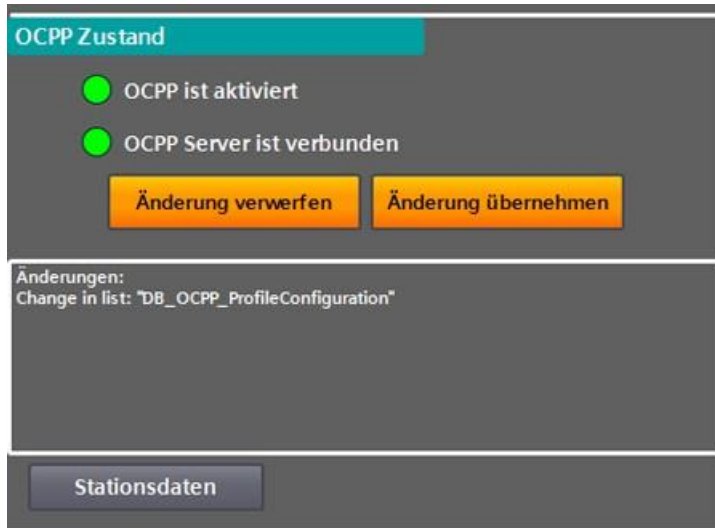 OCPP Zustand
OCPP ist aktiviert
OCPP Server ist verbunden
Änderung verwerfen
Änderung übernehmen
Änderungen:
Change in list: "DB_OCPP_ProfileConfiguration"
Stationsdaten